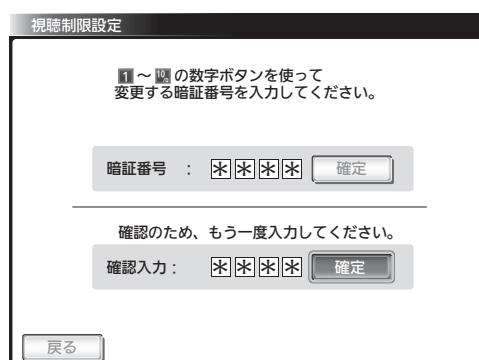 視聴制限設定
1～10の数字ボタンを使って
変更する暗証番号を入力してください。
暗証番号 ： ＊＊＊＊ 確定
確認のため、もう一度入力してください。
確認入力： ＊＊＊＊ 確定
戻る